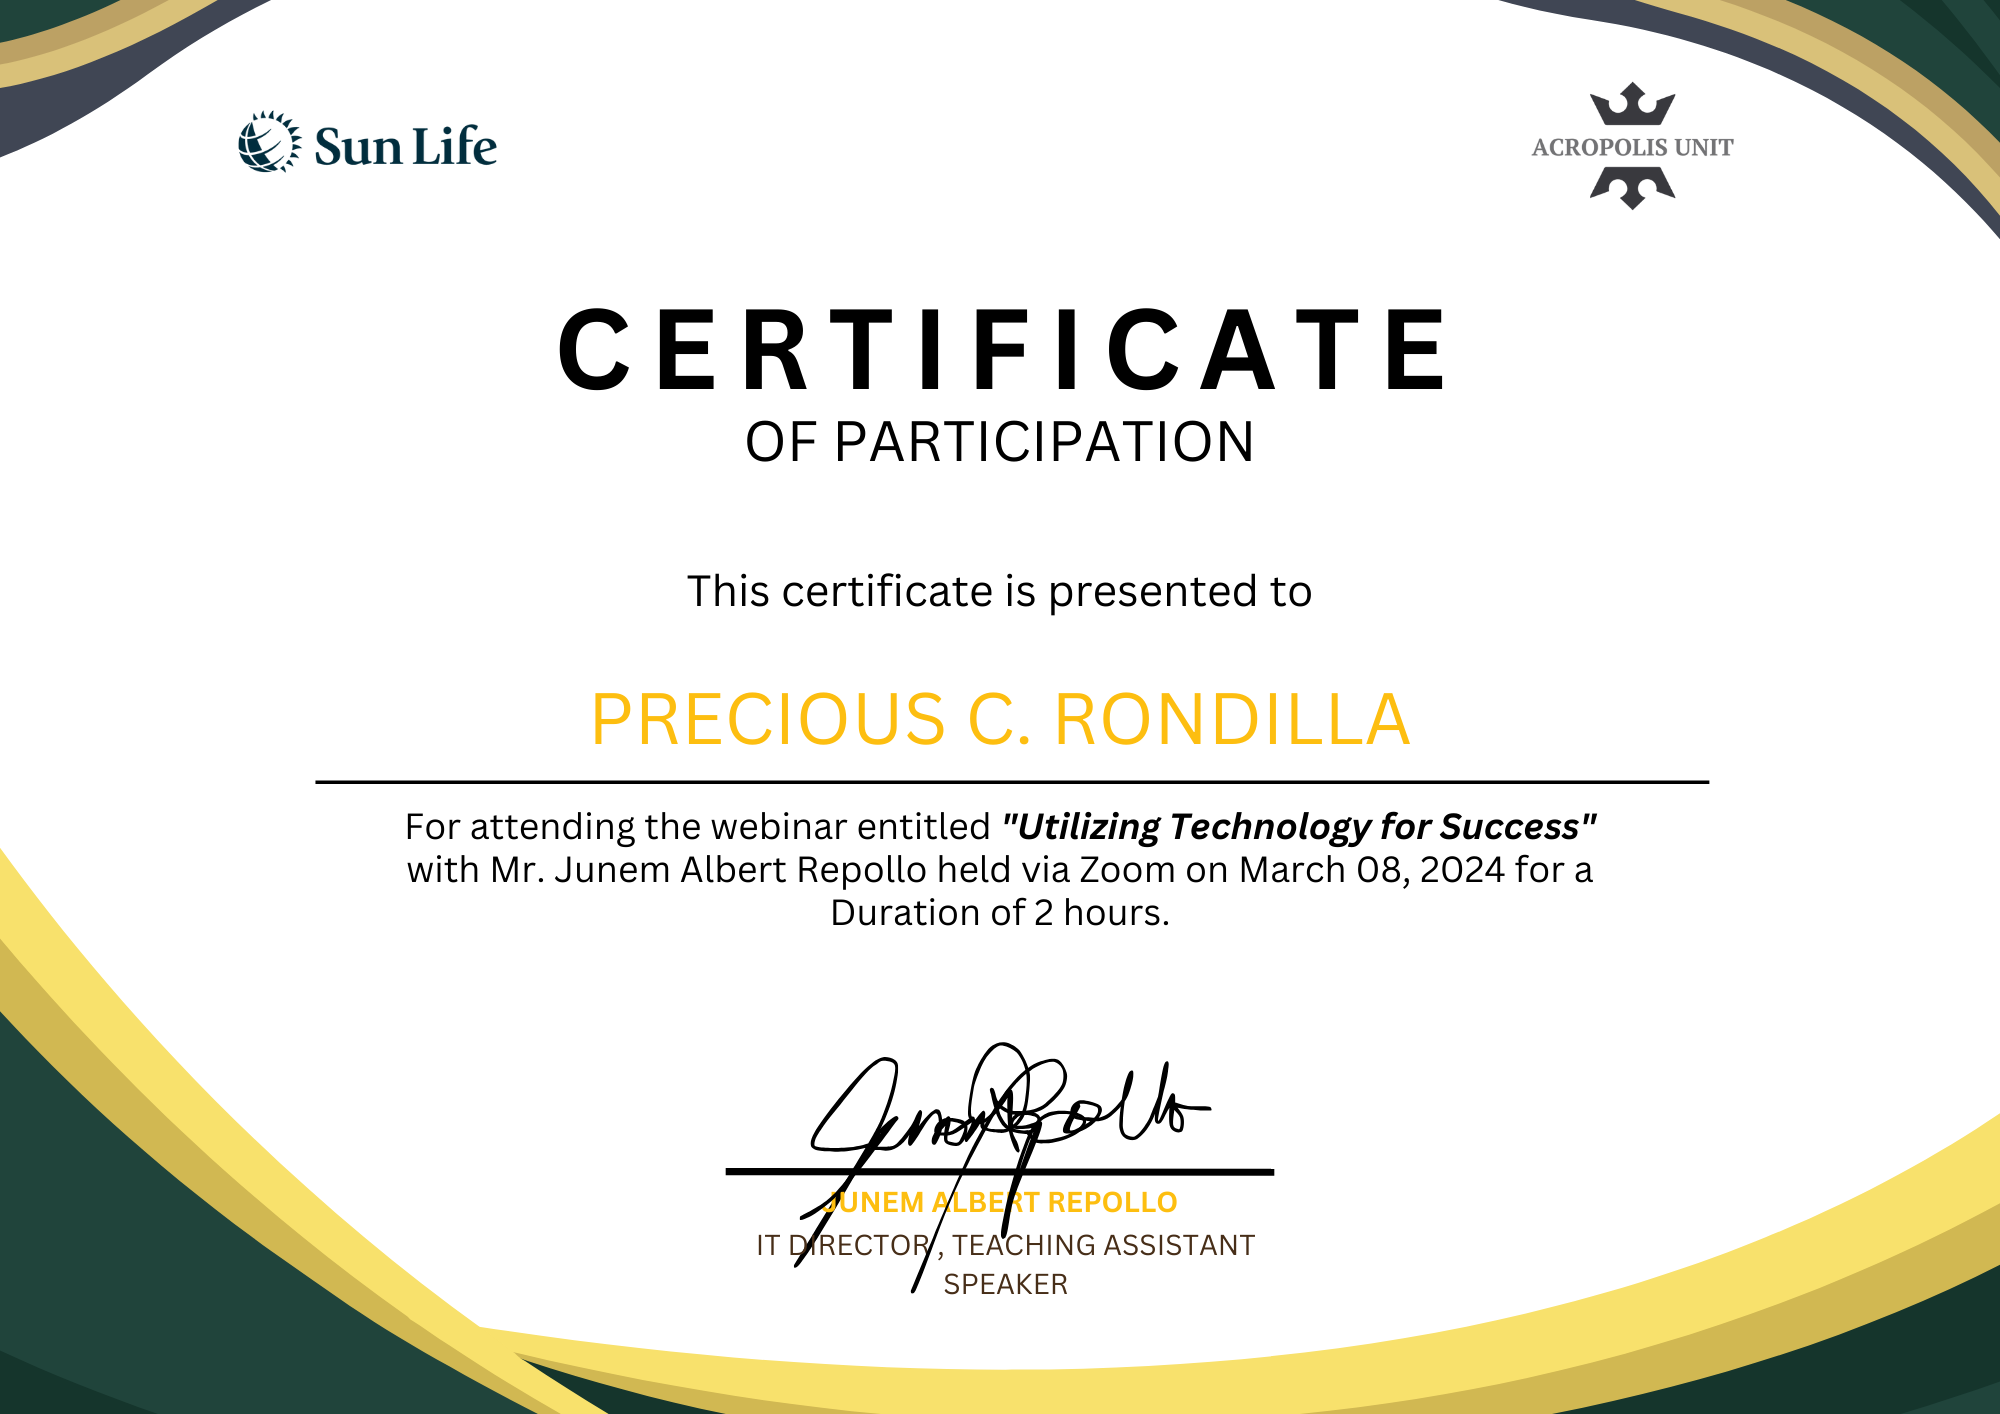 Sun Life
ACROPOLIS UNIT
CERTIFICATE
OF PARTICIPATION
This certificate is presented to
PRECIOUS C. RONDILLA
For attending the webinar entitled "Utilizing Technology for Success"
with Mr. Junem Albert Repollo held via Zoom on March 08, 2024 for a
Duration of 2 hours.
Junem Repollo
JUNEM ALBERT REPOLLO
IT DIRECTOR , TEACHING ASSISTANT
SPEAKER